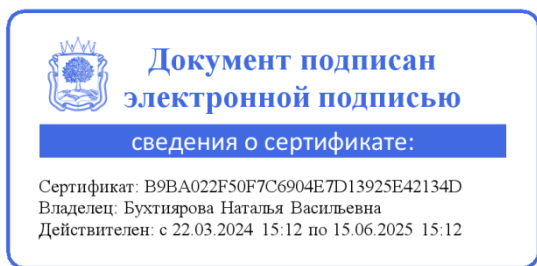 Документ подписан
электронной подписью
сведения о сертификате:
Сертификат: B9BA022F50F7C6904E7D13925E42134D
Владелец: Бухтиярова Наталья Васильевна
Действителен: с 22.03.2024 15:12 по 15.06.2025 15:12